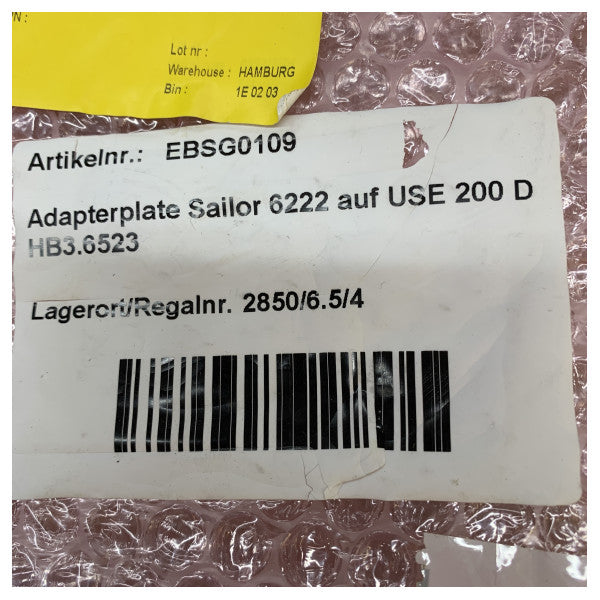 Lot nr :
Warehouse : HAMBURG
Bin : 1E 02 03
Artikelnr.: EBSG0109
Adapterplate Sailor 6222 auf USE 200 D
HB3.6523
Lagerort/Regalnr. 2850/6.5/4